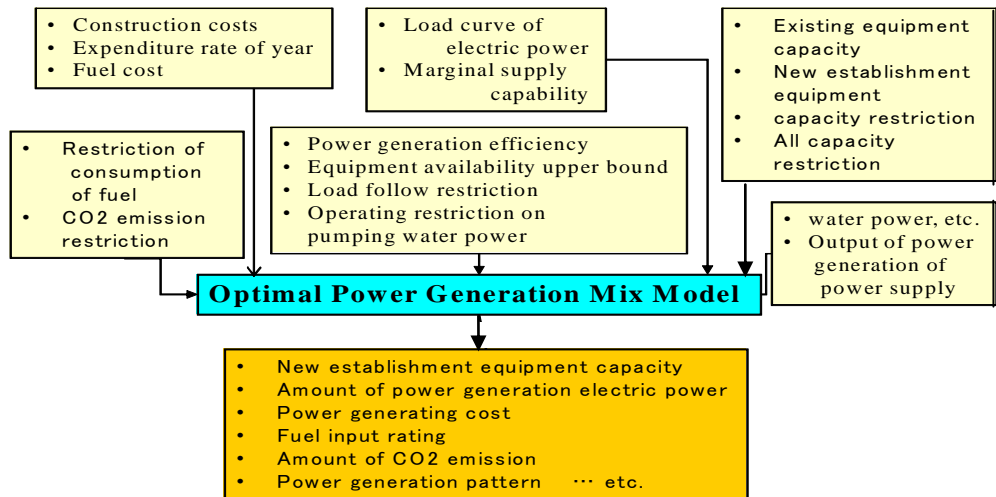 • Construction costs
• Expenditure rate of year
• Fuel cost
• Load curve of
electric power
• Marginal supply
capability
• Existing equipment
capacity
• New establishment
equipment
• capacity restriction
• All capacity
restriction
• Restriction of
consumption
of fuel
• CO2 emission
restriction
• Power generation efficiency
• Equipment availability upper bound
• Load follow restriction
• Operating restriction on
pumping water power
• water power, etc.
• Output of power
generation of
power supply
Optimal Power Generation Mix Model
• New establishment equipment capacity
• Amount of power generation electric power
• Power generating cost
• Fuel input rating
• Amount of CO2 emission
• Power generation pattern … etc.